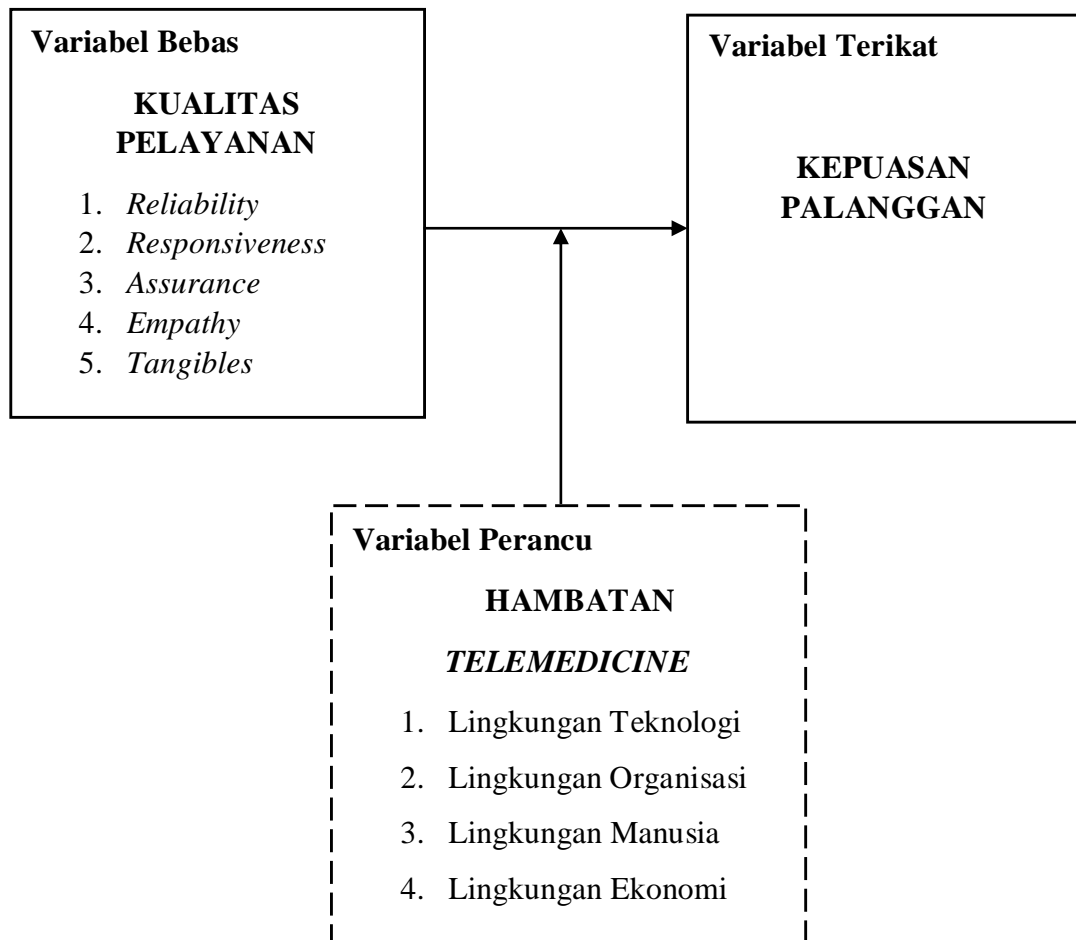 Variabel Bebas
KUALITAS
PELAYANAN
1. Reliability
2. Responsiveness
3. Assurance
4. Empathy
5. Tangibles
Variabel Terikat
KEPUASAN
PALANGGAN
Variabel Perancu
HAMBATAN
TELEMEDICINE
1. Lingkungan Teknologi
2. Lingkungan Organisasi
3. Lingkungan Manusia
4. Lingkungan Ekonomi